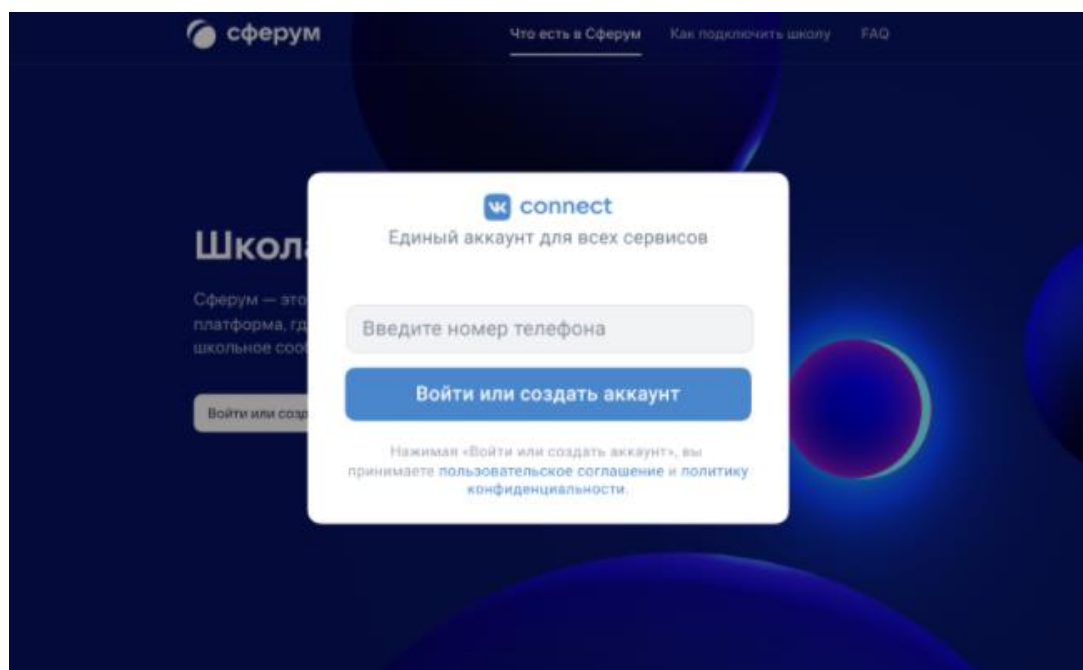 сферум
Что есть в Сферум
Как подключить школу
FAQ
Школа
Сферум — это
платформа, гд
школьное сооб
Войти или созд
connect
Единый аккаунт для всех сервисов
Введите номер телефона
Войти или создать аккаунт
Нажимая «Войти или создать аккаунт», вы
принимаете пользовательское соглашение и политику
конфиденциальности.